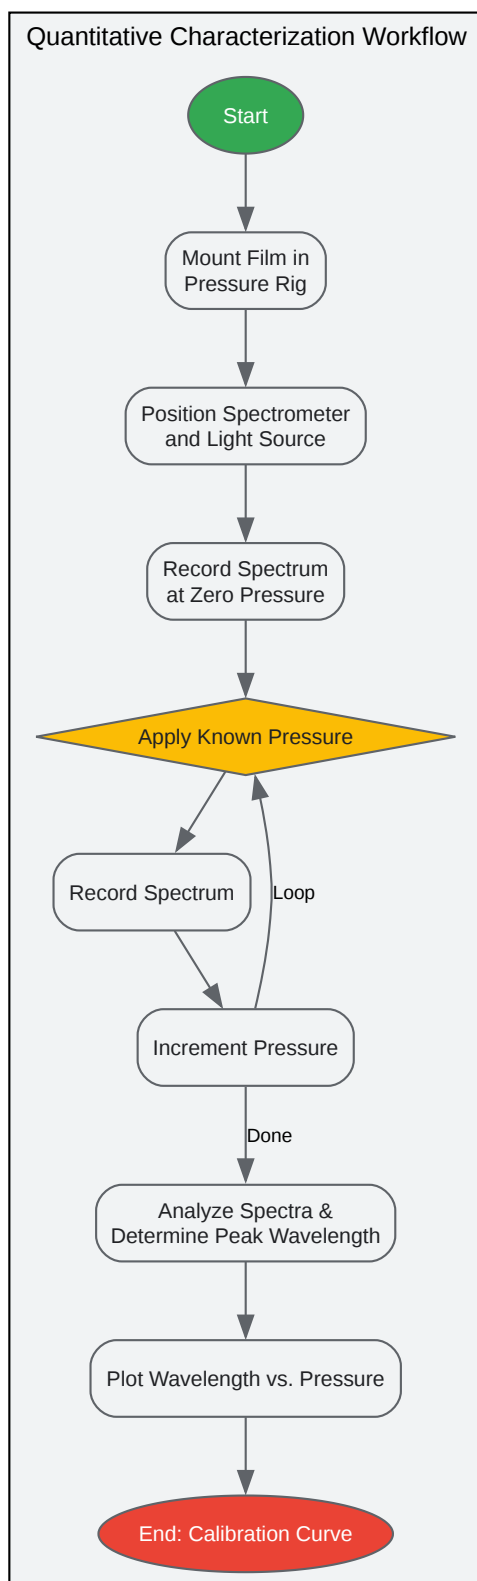 Quantitative Characterization Workflow
Start
Mount Film in
Pressure Rig
Position Spectrometer
and Light Source
Record Spectrum
at Zero Pressure
Apply Known Pressure
Record Spectrum
Loop
Increment Pressure
Done
Analyze Spectra &
Determine Peak Wavelength
Plot Wavelength vs. Pressure
End: Calibration Curve